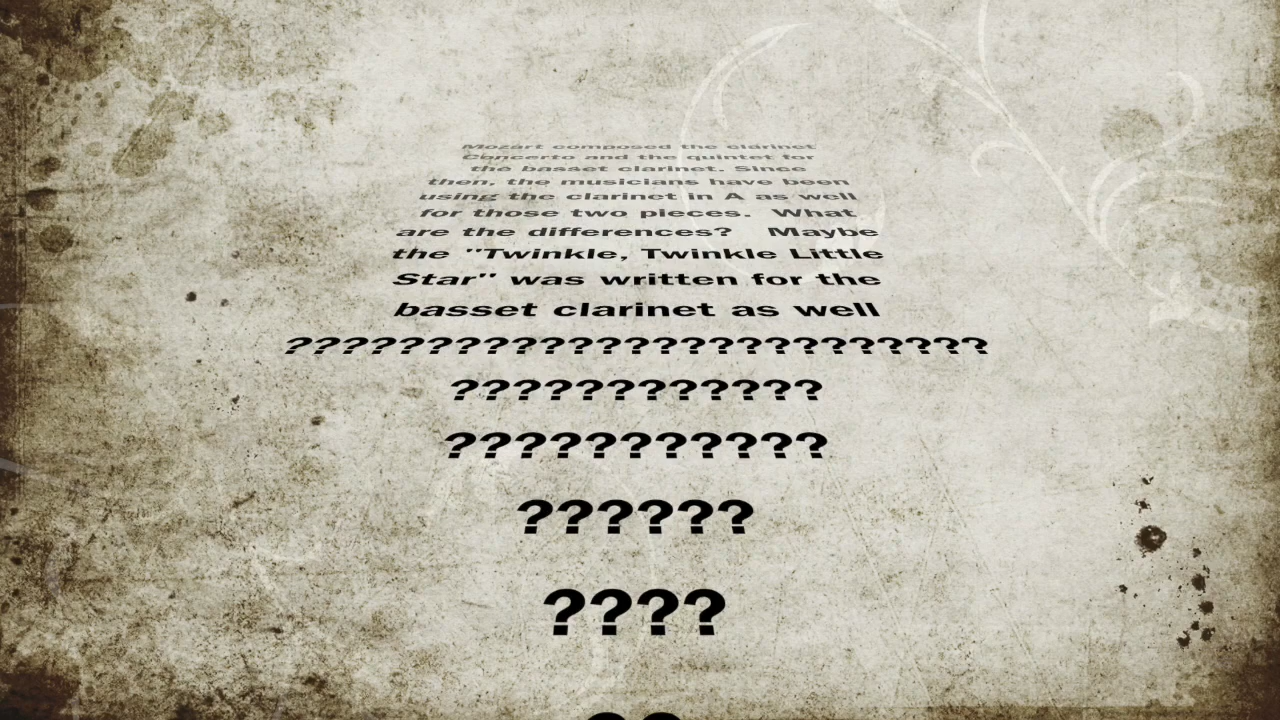 Mozart composed the clarinet
Concerto and the quintet for
the basset clarinet. Since
then, the musicians have been
using the clarinet in A as well
for those two pieces. What
are the differences? Maybe
the "Twinkle, Twinkle Little
Star" was written for the
basset clarinet as well
?????????????????????????
?????????????
????????????
??????
????
??